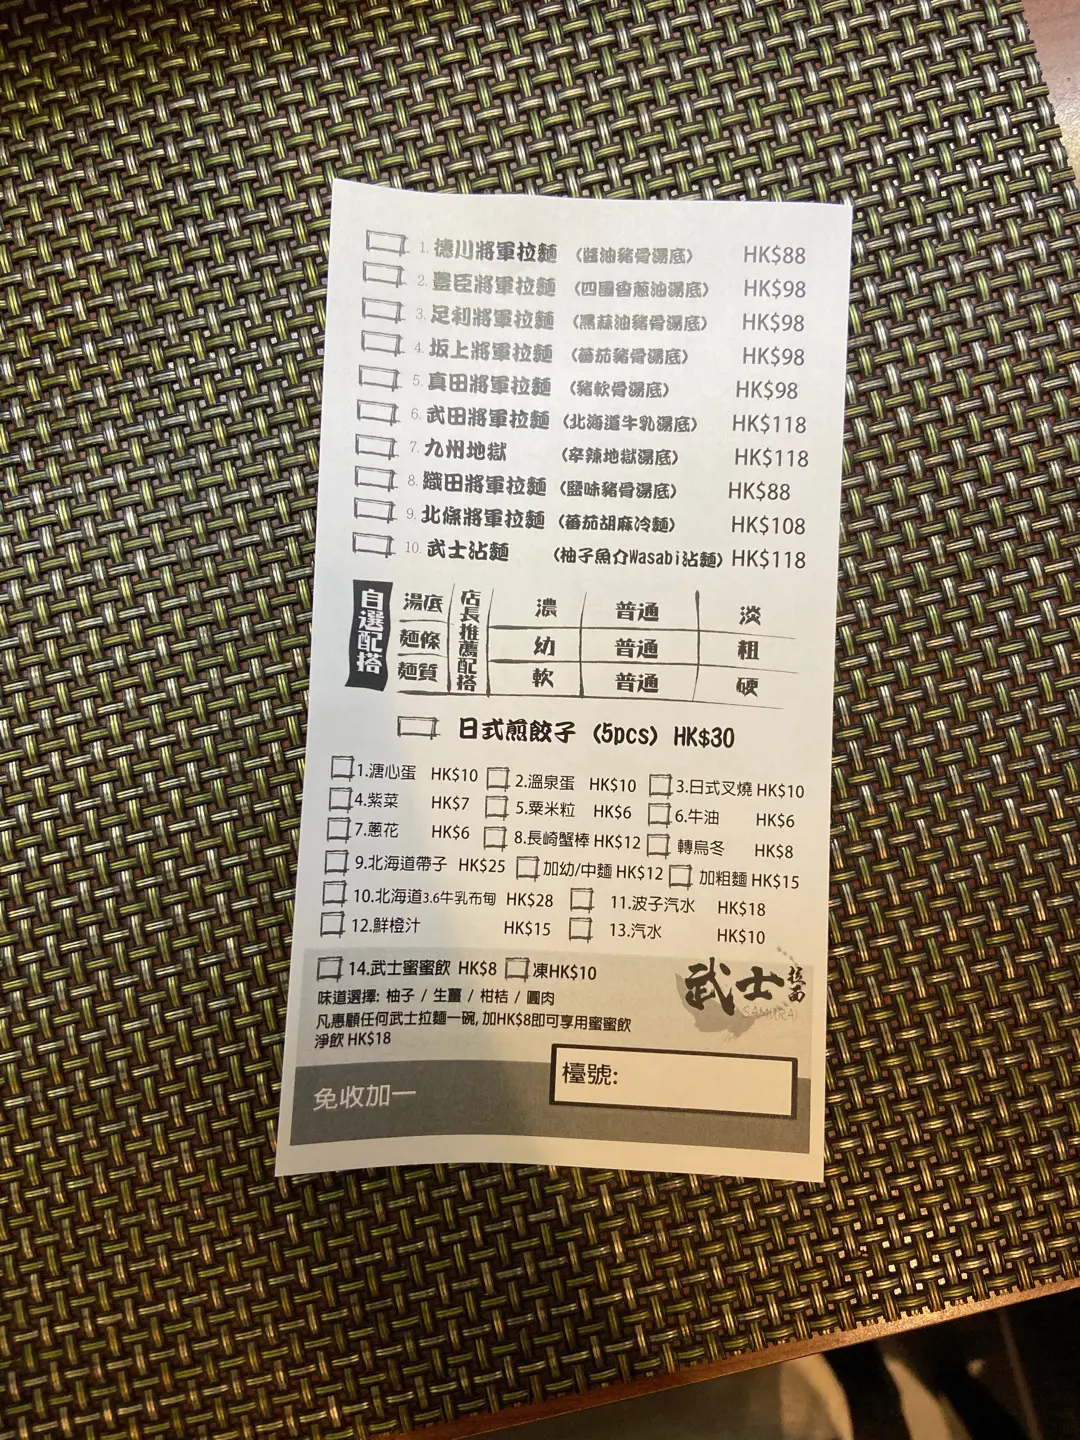 1. 德川將軍拉麵 (醬油豬骨湯底) HK$88
2. 豐臣將軍拉麵 (四國香蔥油湯底) HK$98
3. 足利將軍拉麵 (黑蒜油豬骨湯底) HK$98
4. 坂上將軍拉麵 (蕃茄豬骨湯底) HK$98
5. 真田將軍拉麵 (豬軟骨湯底) HK$98
6. 武田將軍拉麵 (北海道牛乳湯底) HK$118
7. 九州地獄 (辛辣地獄湯底) HK$118
8. 織田將軍拉麵 (鹽味豬骨湯底) HK$88
9. 北條將軍拉麵 (蕃茄胡麻冷麵) HK$108
10. 武士沾麵 (柚子魚介Wasabi沾麵) HK$118
自選配搭
湯底
麵條
麵質
店長推薦配搭
濃 普通 淡
幼 普通 粗
軟 普通 硬
日式煎餃子 (5pcs) HK$30
1.溏心蛋 HK$10 2.溫泉蛋 HK$10 3.日式叉燒 HK$10
4.紫菜 HK$7 5.粟米粒 HK$6 6.牛油 HK$6
7.蔥花 HK$6 8.長崎蟹棒 HK$12 轉烏冬 HK$8
9.北海道帶子 HK$25 加幼/中麵 HK$12 加粗麵 HK$15
10.北海道3.6牛乳布甸 HK$28 11.波子汽水 HK$18
12.鮮橙汁 HK$15 13.汽水 HK$10
14.武士蜜蜜飲 HK$8 凍HK$10
味道選擇: 柚子 / 生薑 / 柑桔 / 圓肉
凡惠顧任何武士拉麵一碗, 加HK$8即可享用蜜蜜飲
淨飲 HK$18
武士拉面
SAMURAI
檯號:
免收加一